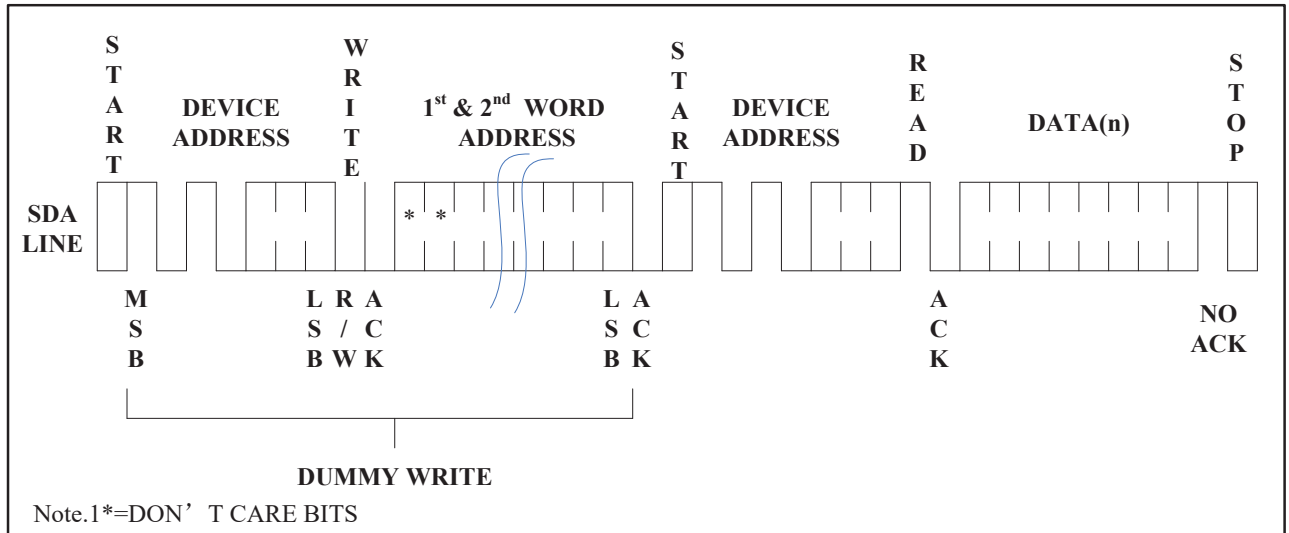 START
DEVICE ADDRESS
WRITE
1st & 2nd WORD ADDRESS
START
DEVICE ADDRESS
READ
DATA(n)
STOP
SDA LINE
* *
MSB
LSB
R/W
ACK
LSB
ACK
ACK
NO ACK
DUMMY WRITE
Note.1*=DON’T CARE BITS